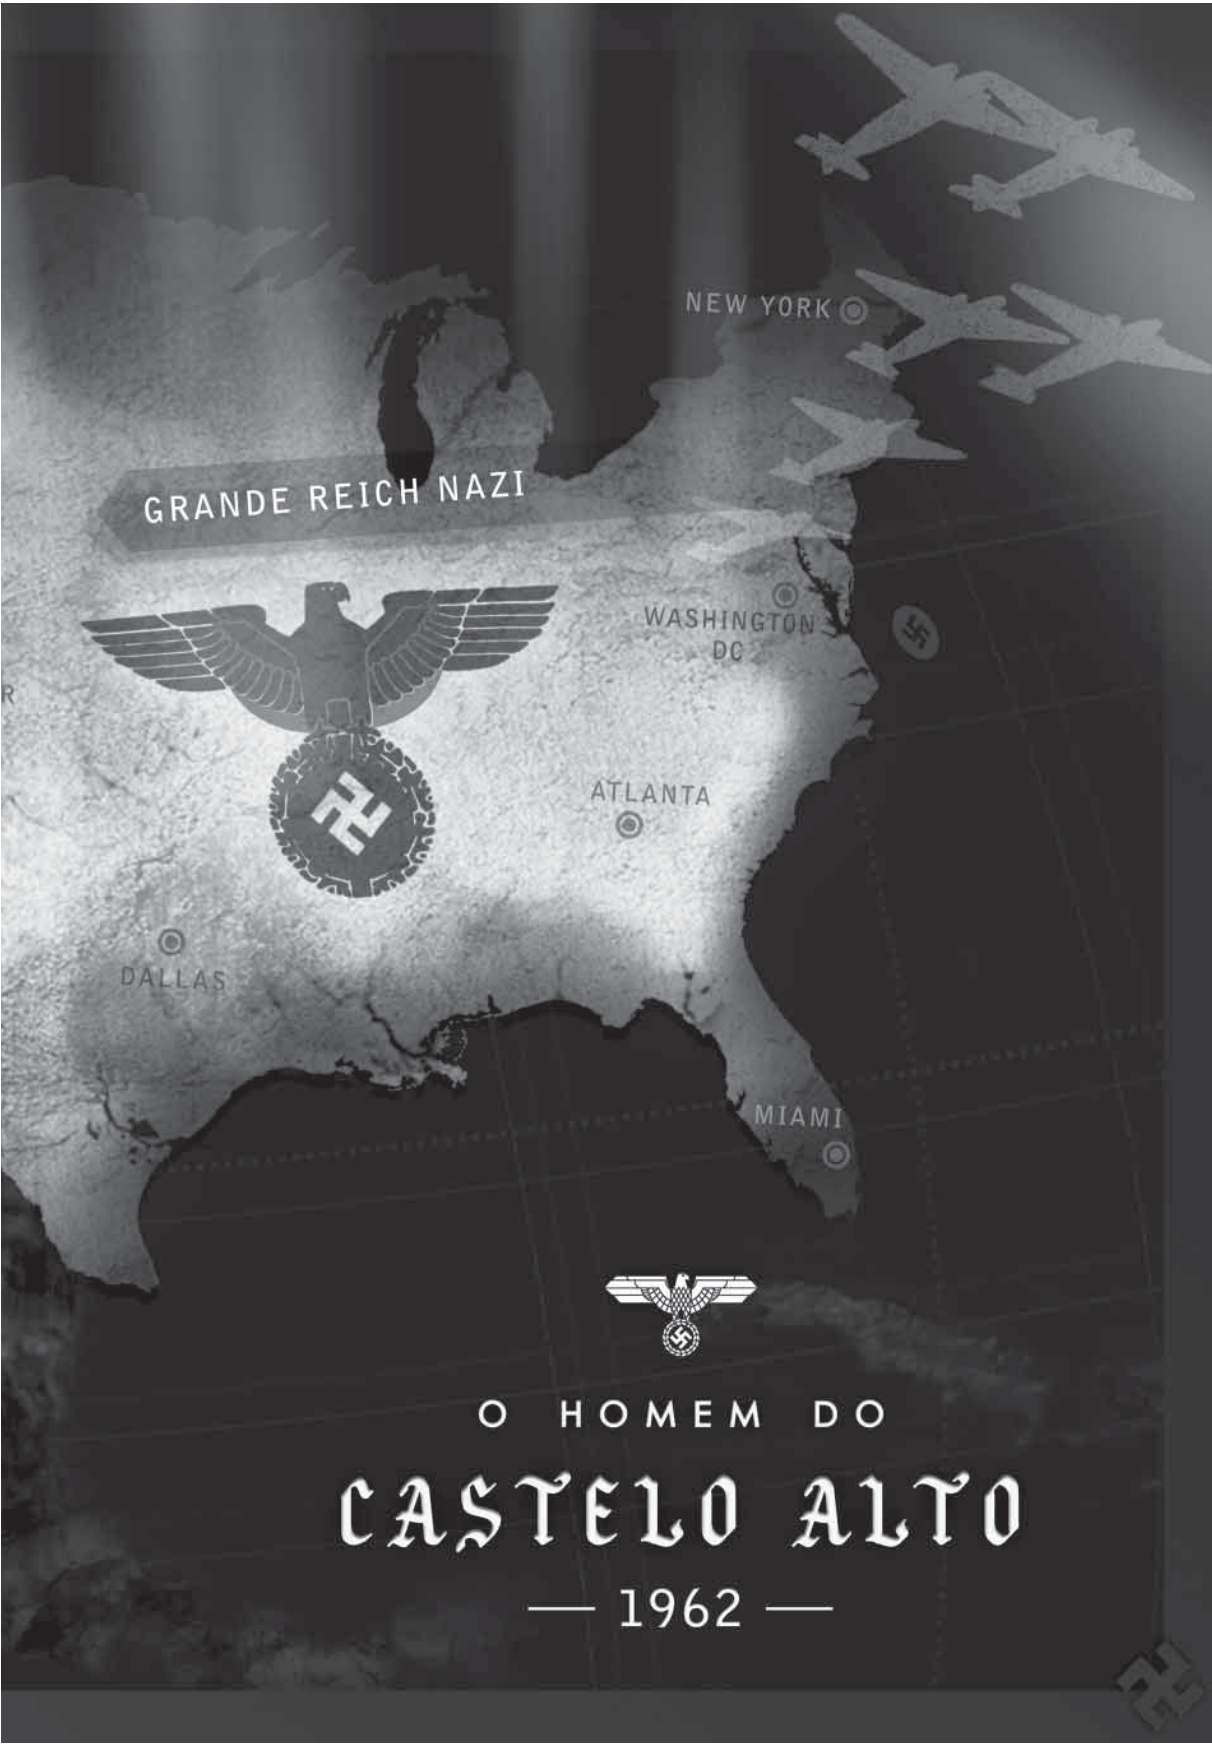 NEW YORK
GRANDE REICH NAZI
WASHINGTON
DC
R
ATLANTA
DALLAS
MIAMI
O HOMEM DO
CASTELO ALTO
1962